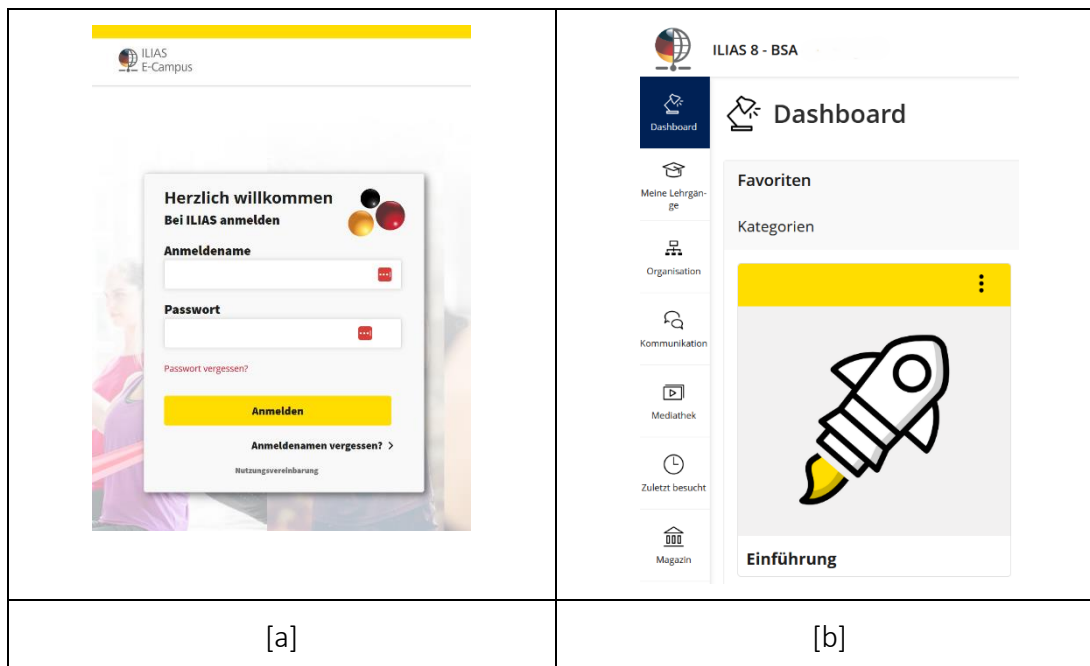 ILIAS
E-Campus
Herzlich willkommen
Bei ILIAS anmelden
Anmeldename
Passwort
Passwort vergessen?
Anmelden
Anmeldenamen vergessen? >
Nutzungsvereinbarung
[a]
ILIAS 8 - BSA
Dashboard
Meine Lehrgän-
ge
Organisation
Kommunikation
Mediathek
Zuletzt besucht
Magazin
Dashboard
Favoriten
Kategorien
Einführung
[b]